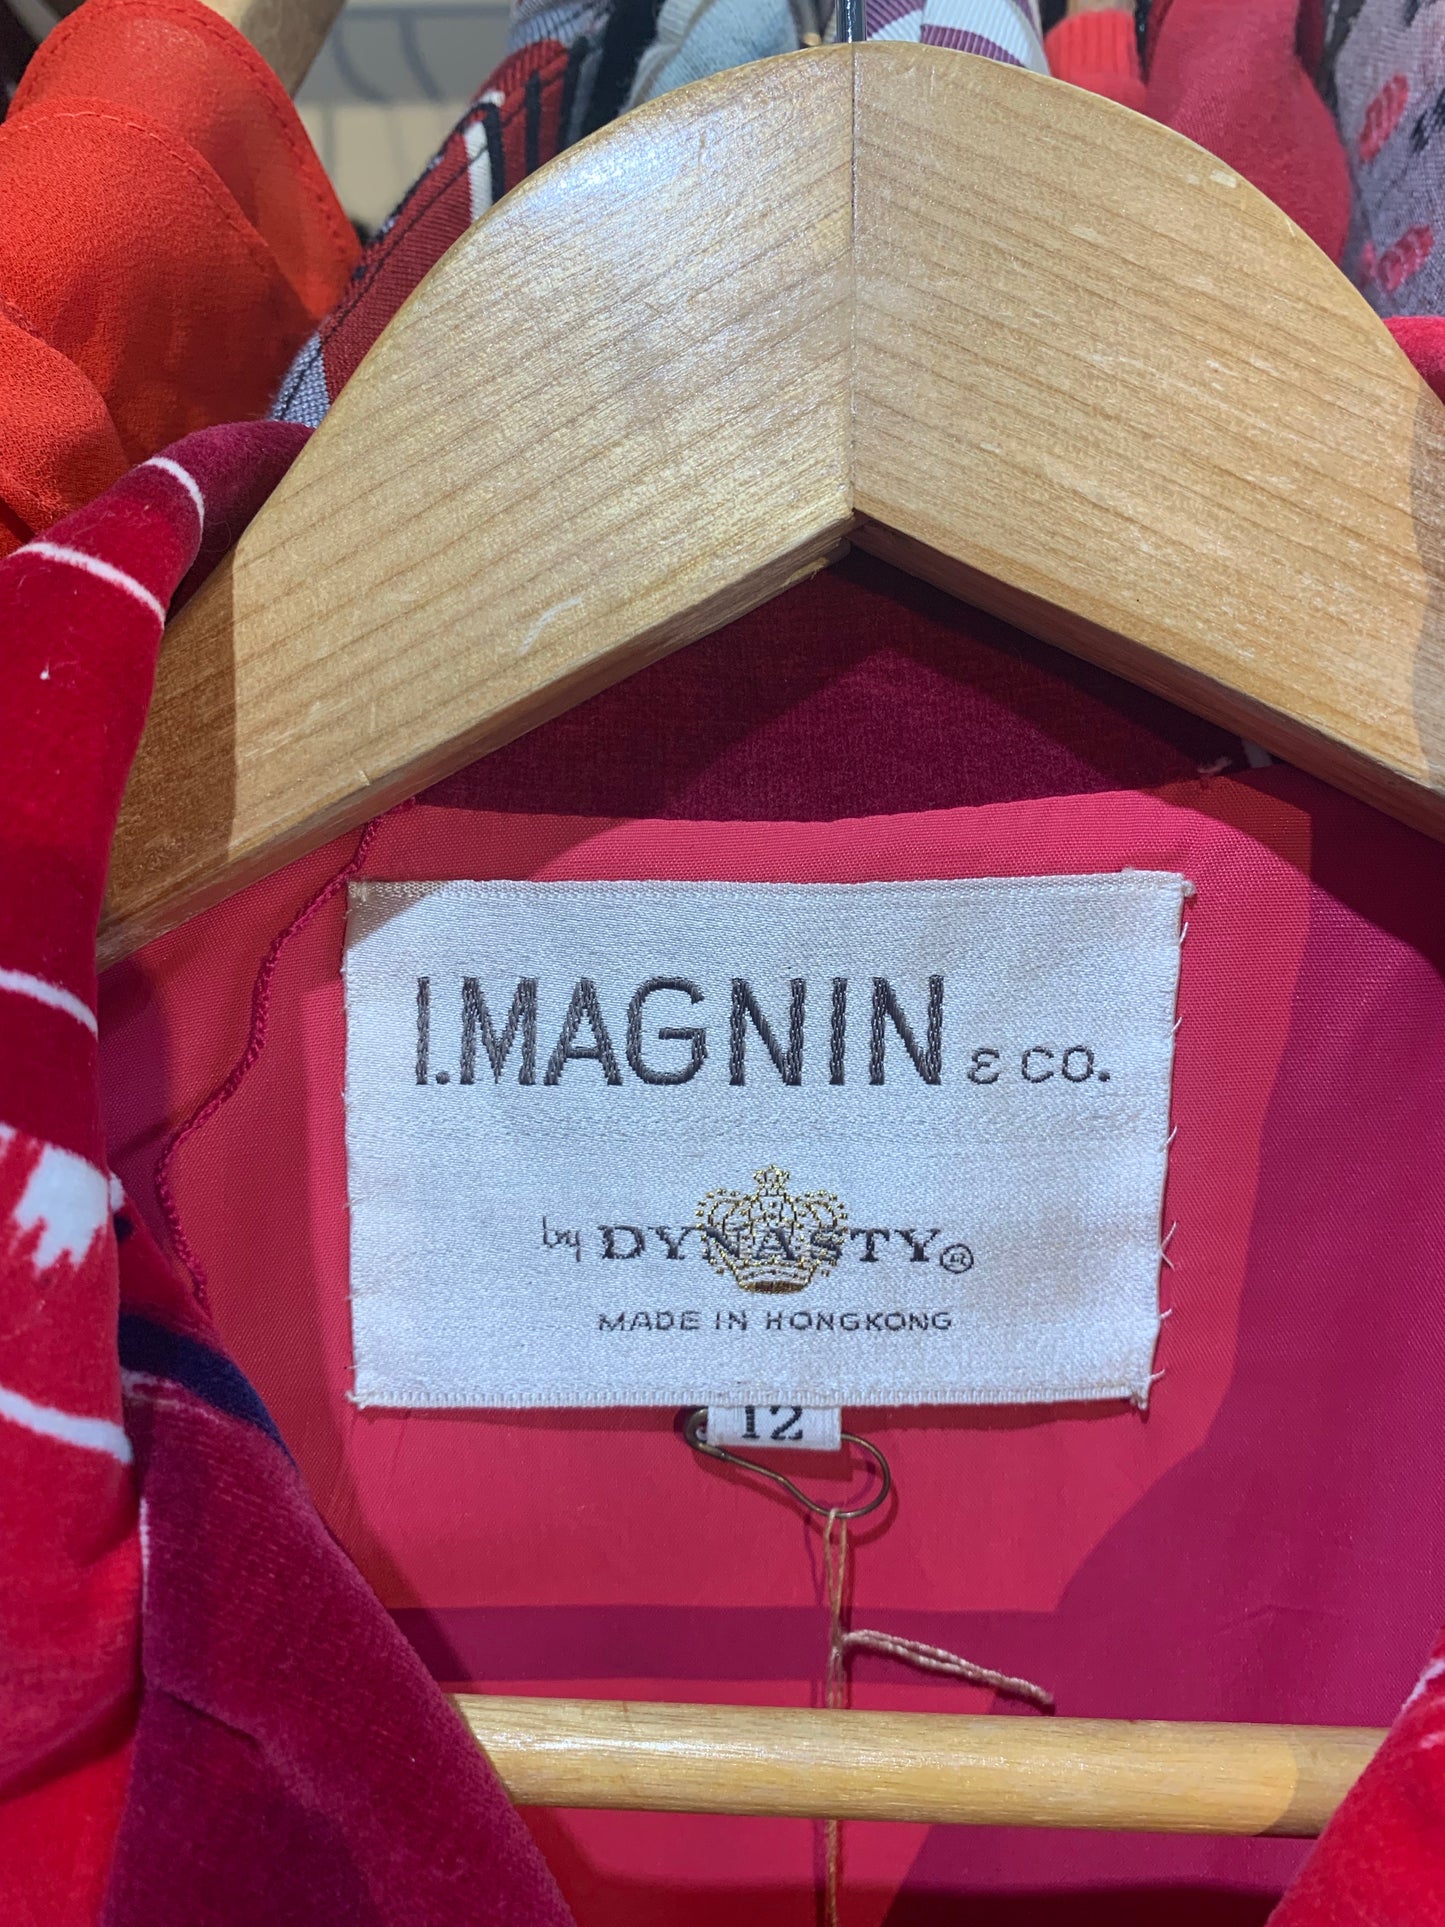 I.MAGNIN & CO.
by DYNASTY®
MADE IN HONGKONG
12